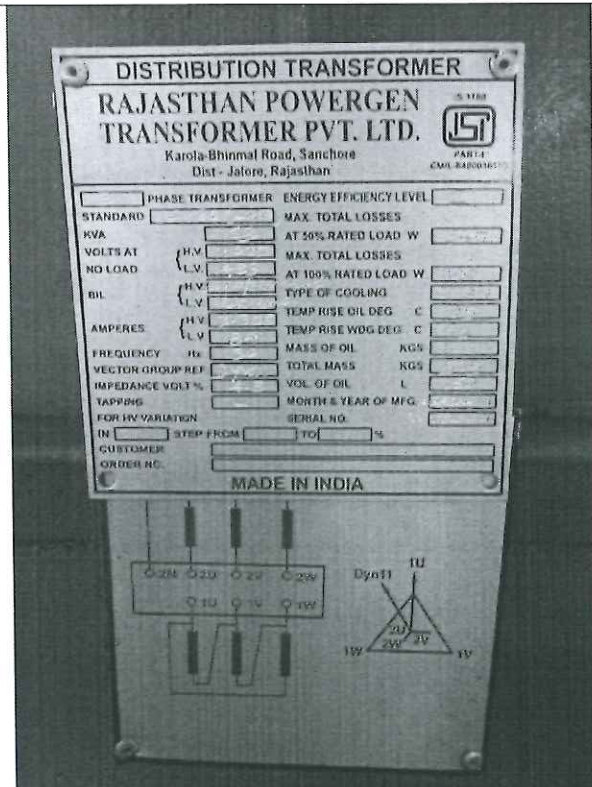 DISTRIBUTION TRANSFORMER
RAJASTHAN POWERGEN
TRANSFORMER PVT. LTD.
Karola-Bhinmal Road, Sanchore
Dist - Jalore, Rajasthan
ISI
PART-1
PHASE TRANSFORMER
STANDARD
KVA
VOLTS AT
NO LOAD
H.V.
L.V.
BIL
H.V.
L.V
AMPERES
H.V
L.V
FREQUENCY Hz
VECTOR GROUP REF
IMPEDANCE VOLT %
TAPPING
FOR HV VARIATION
IN STEP FROM TO %
CUSTOMER
ORDER NO.
ENERGY EFFICIENCY LEVEL
MAX. TOTAL LOSSES
AT 50% RATED LOAD W
MAX. TOTAL LOSSES
AT 100% RATED LOAD W
TYPE OF COOLING
TEMP RISE OIL DEG C
TEMP RISE WDG DEG C
MASS OF OIL KGS
TOTAL MASS KGS
VOL. OF OIL L
MONTH & YEAR OF MFG.
SERIAL NO.
MADE IN INDIA
2N 2U 2V 2W
1U 1V 1W
Dyn11
1U
2U
2W 2V
1W 1V